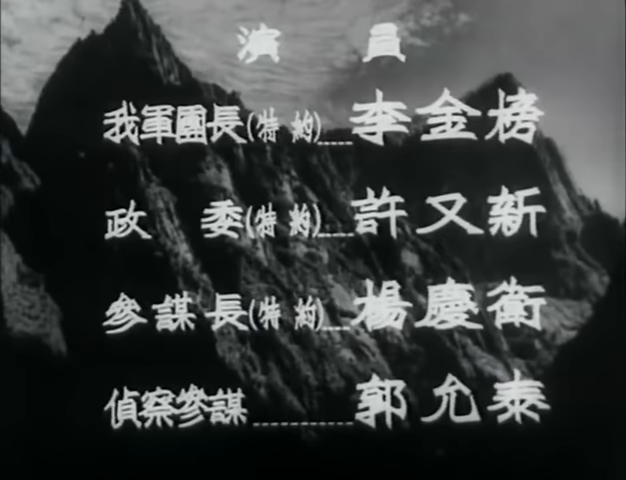 演員
我軍團長(特約)......李金榜
政委(特約)......許又新
參謀長(特約)......楊慶衛
偵察參謀............郭允泰